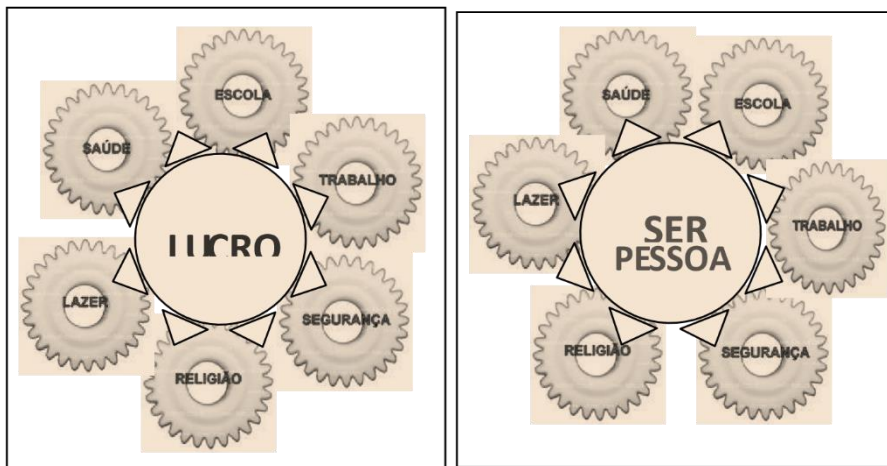 ESCOLA
SAÚDE
TRABALHO
LUCRO
LAZER
SEGURANÇA
RELIGIÃO
SAÚDE
ESCOLA
LAZER
TRABALHO
SER
PESSOA
RELIGIÃO
SEGURANÇA